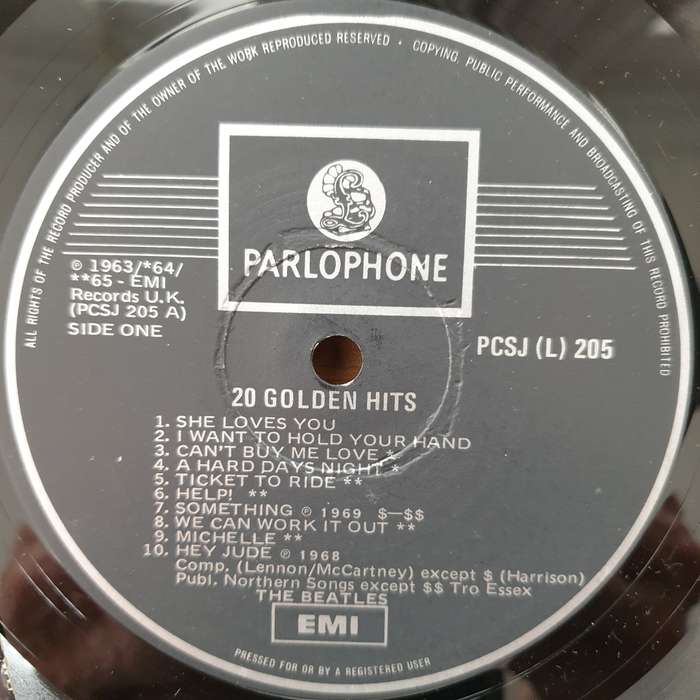 ALL RIGHTS OF THE RECORD PRODUCER AND OF THE OWNER OF THE WORK REPRODUCED RESERVED • COPYING, PUBLIC PERFORMANCE AND BROADCASTING OF THIS RECORD PROHIBITED
PARLOPHONE
℗ 1963/*64/
**65 - EMI
Records U.K.
(PCSJ 205 A)
SIDE ONE
PCSJ (L) 205
20 GOLDEN HITS
1. SHE LOVES YOU
2. I WANT TO HOLD YOUR HAND
3. CAN'T BUY ME LOVE *
4. A HARD DAYS NIGHT *
5. TICKET TO RIDE **
6. HELP! **
7. SOMETHING ℗ 1969 $—$$
8. WE CAN WORK IT OUT **
9. MICHELLE **
10. HEY JUDE ℗ 1968
Comp. (Lennon/McCartney) except $ (Harrison)
Publ. Northern Songs except $$ Tro Essex
THE BEATLES
EMI
PRESSED FOR OR BY A REGISTERED USER